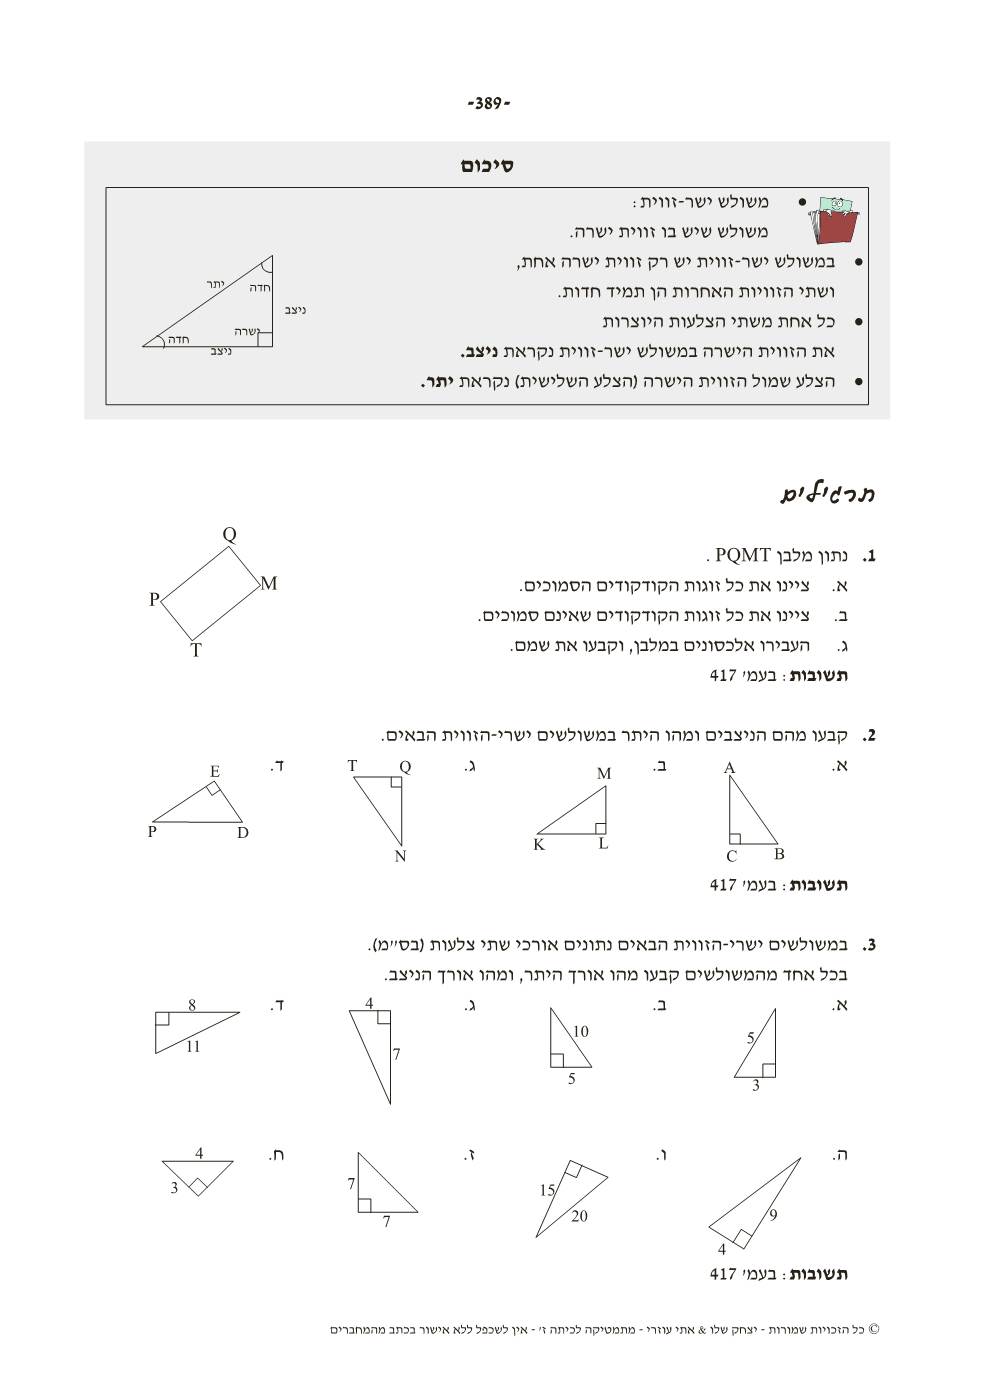 -389-
סיכום
• משולש ישר-זווית :
משולש שיש בו זווית ישרה.
• במשולש ישר-זווית יש רק זווית ישרה אחת,
ושתי הזוויות האחרות הן תמיד חדות.
• כל אחת משתי הצלעות היוצרות
את הזווית הישרה במשולש ישר-זווית נקראת ניצב.
• הצלע שמול הזווית הישרה (הצלע השלישית) נקראת יתר.
יתר
חדה
ניצב
ישרה
חדה
ניצב
תרגילים
1. נתון מלבן PQMT .
א. ציינו את כל זוגות הקודקודים הסמוכים.
ב. ציינו את כל זוגות הקודקודים שאינם סמוכים.
ג. העבירו אלכסונים במלבן, וקבעו את שמם.
תשובות : בעמ' 417
Q
M
P
T
2. קבעו מהם הניצבים ומהו היתר במשולשים ישרי-הזווית הבאים.
א.
A
C
B
ב.
M
K
L
ג.
T
Q
N
ד.
E
P
D
תשובות : בעמ' 417
3. במשולשים ישרי-הזווית הבאים נתונים אורכי שתי צלעות (בס"מ).
בכל אחד מהמשולשים קבעו מהו אורך היתר, ומהו אורך הניצב.
א.
5
3
ב.
10
5
ג.
4
7
ד.
8
11
ה.
9
4
ו.
15
20
ז.
7
7
ח.
4
3
תשובות : בעמ' 417
© כל הזכויות שמורות - יצחק שלו & אתי עוזרי - מתמטיקה לכיתה ז' - אין לשכפל ללא אישור בכתב מהמחברים